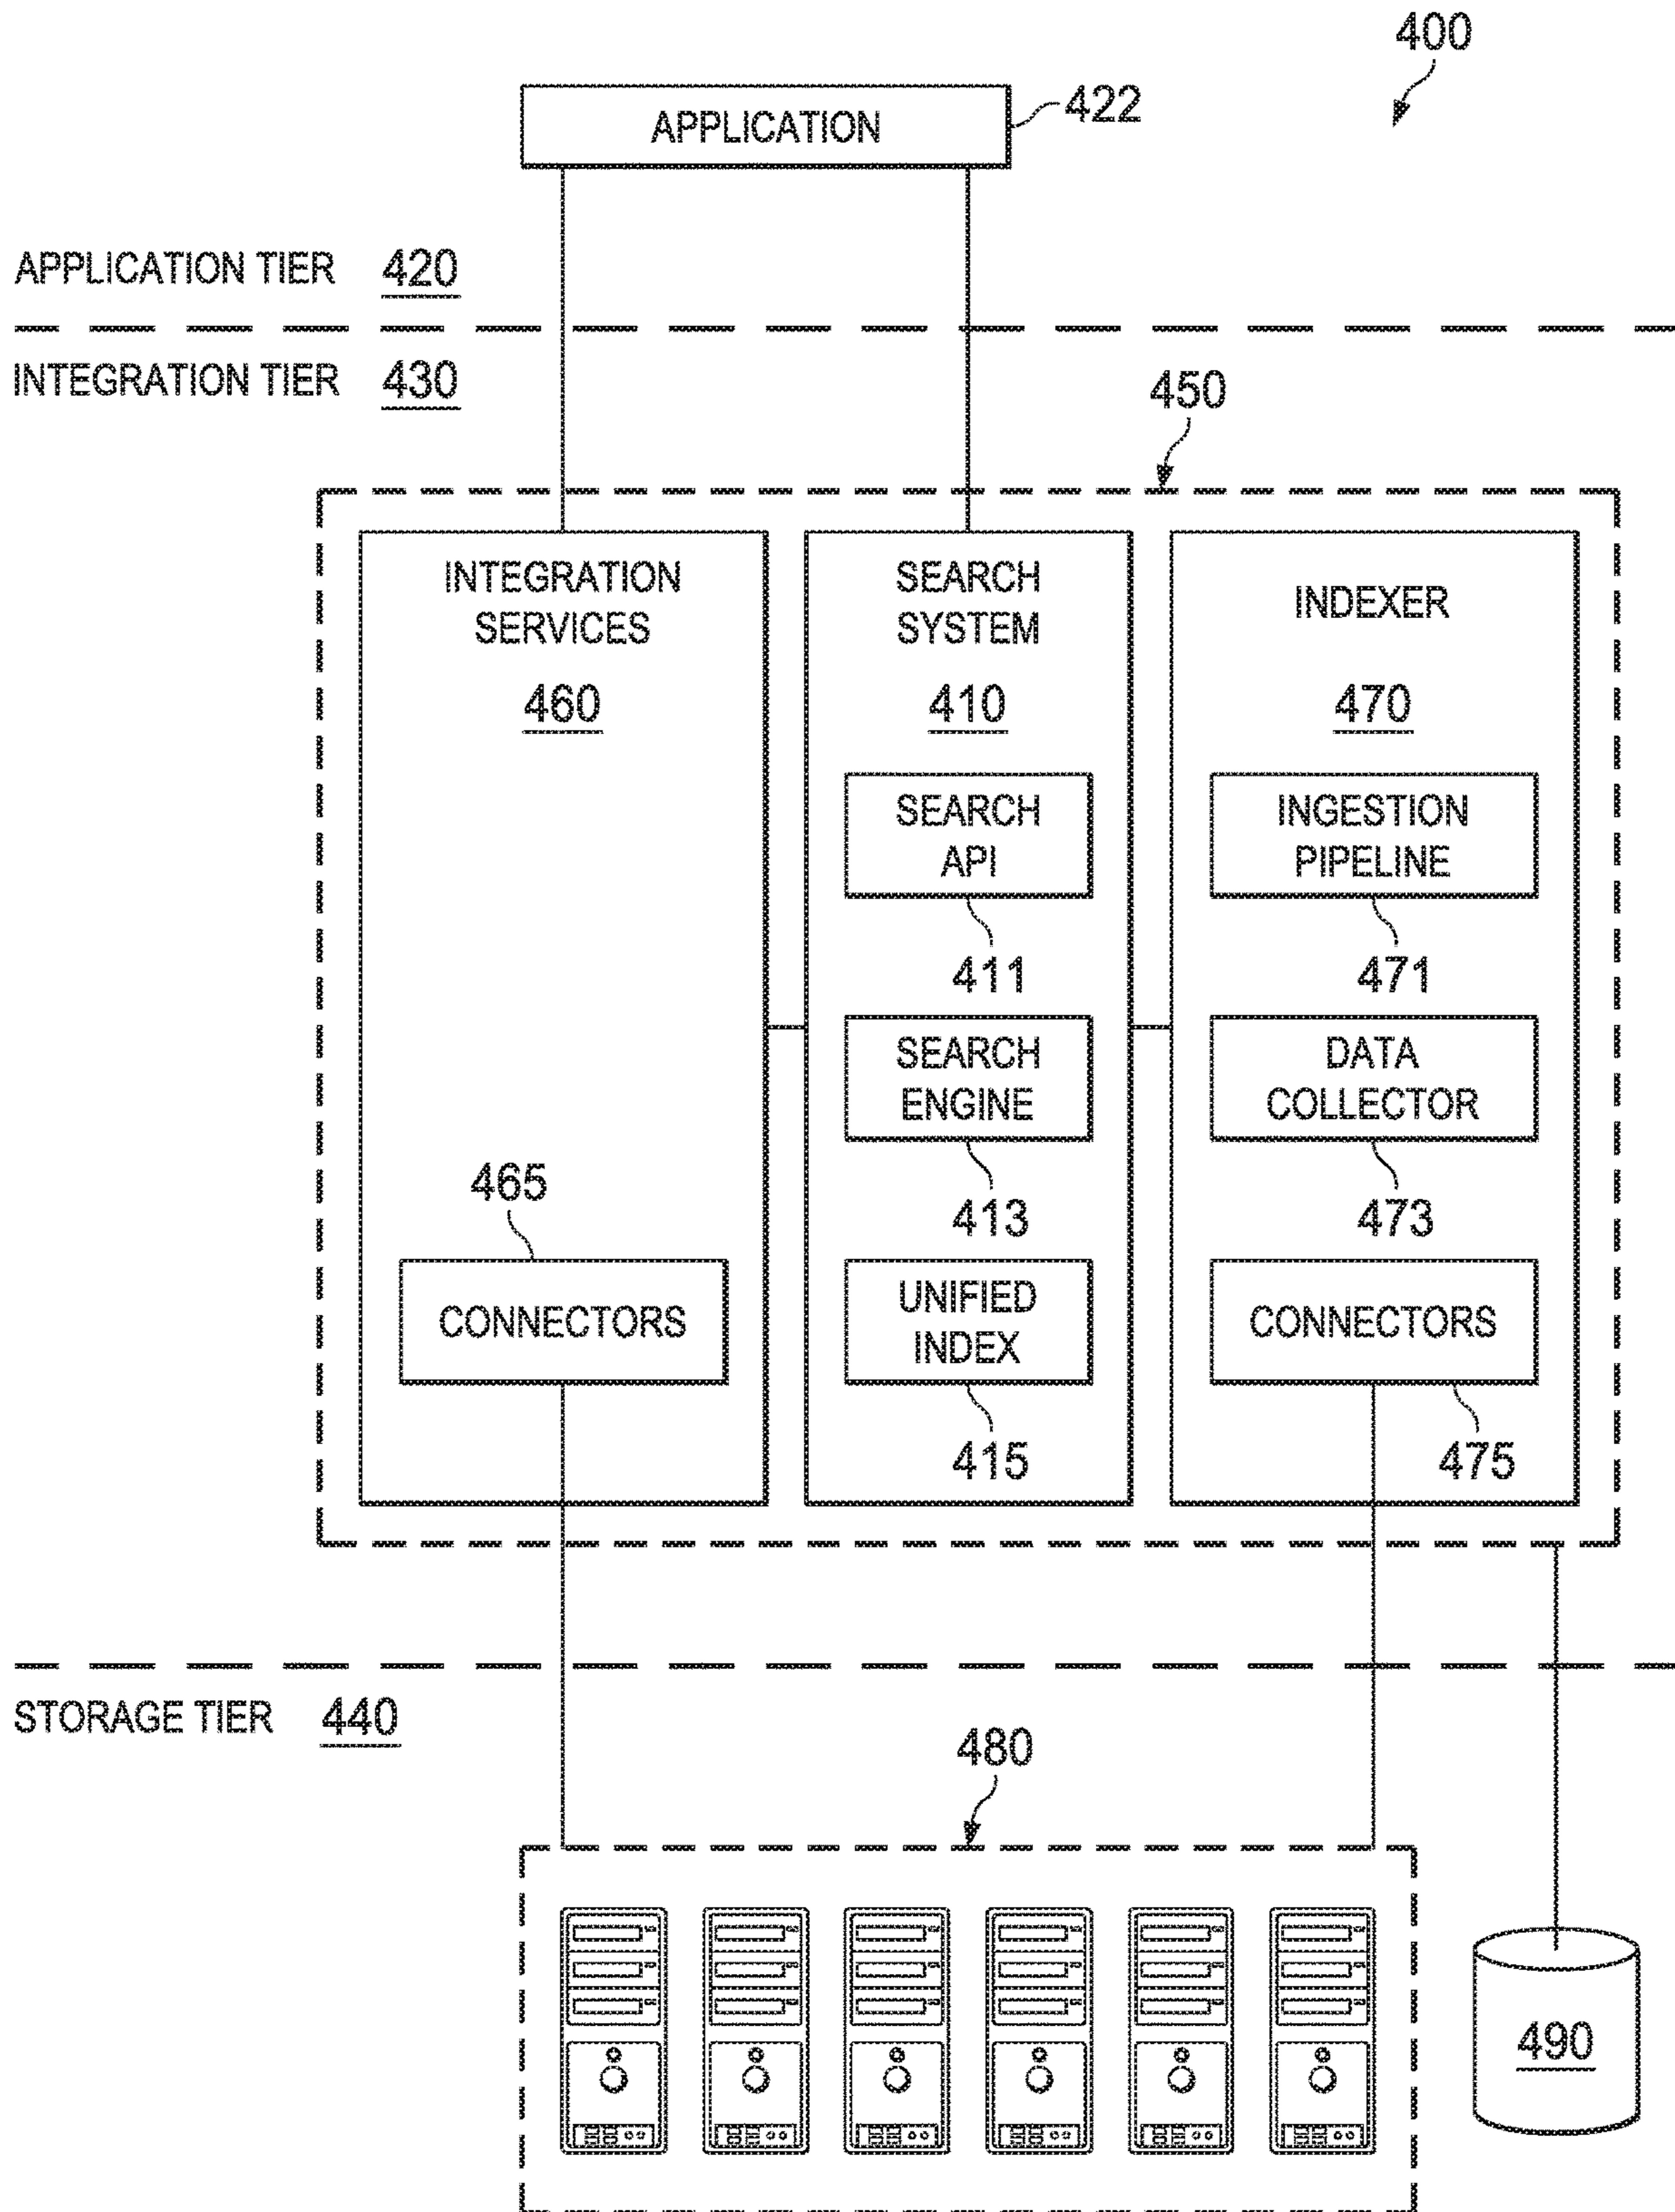 400
APPLICATION
422
APPLICATION TIER 420
INTEGRATION TIER 430
450
INTEGRATION
SERVICES
460
465
CONNECTORS
SEARCH
SYSTEM
410
SEARCH
API
411
SEARCH
ENGINE
413
UNIFIED
INDEX
415
INDEXER
470
INGESTION
PIPELINE
471
DATA
COLLECTOR
473
CONNECTORS
475
STORAGE TIER 440
480
490